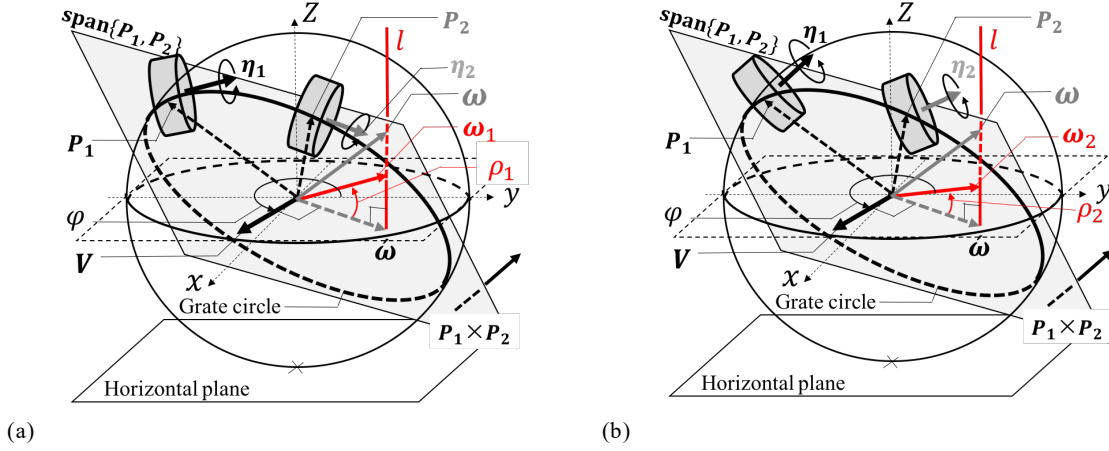 span{P₁, P₂}
Z
P₂
l
η₁
η₂
ω
ω₁
P₁
ρ₁
y
φ
V
ω
x
Grate circle
P₁×P₂
Horizontal plane
(a)
span{P₁, P₂}
Z
P₂
l
η₁
η₂
ω
P₁
ω₂
y
ρ₂
φ
V
ω
x
Grate circle
P₁×P₂
Horizontal plane
(b)